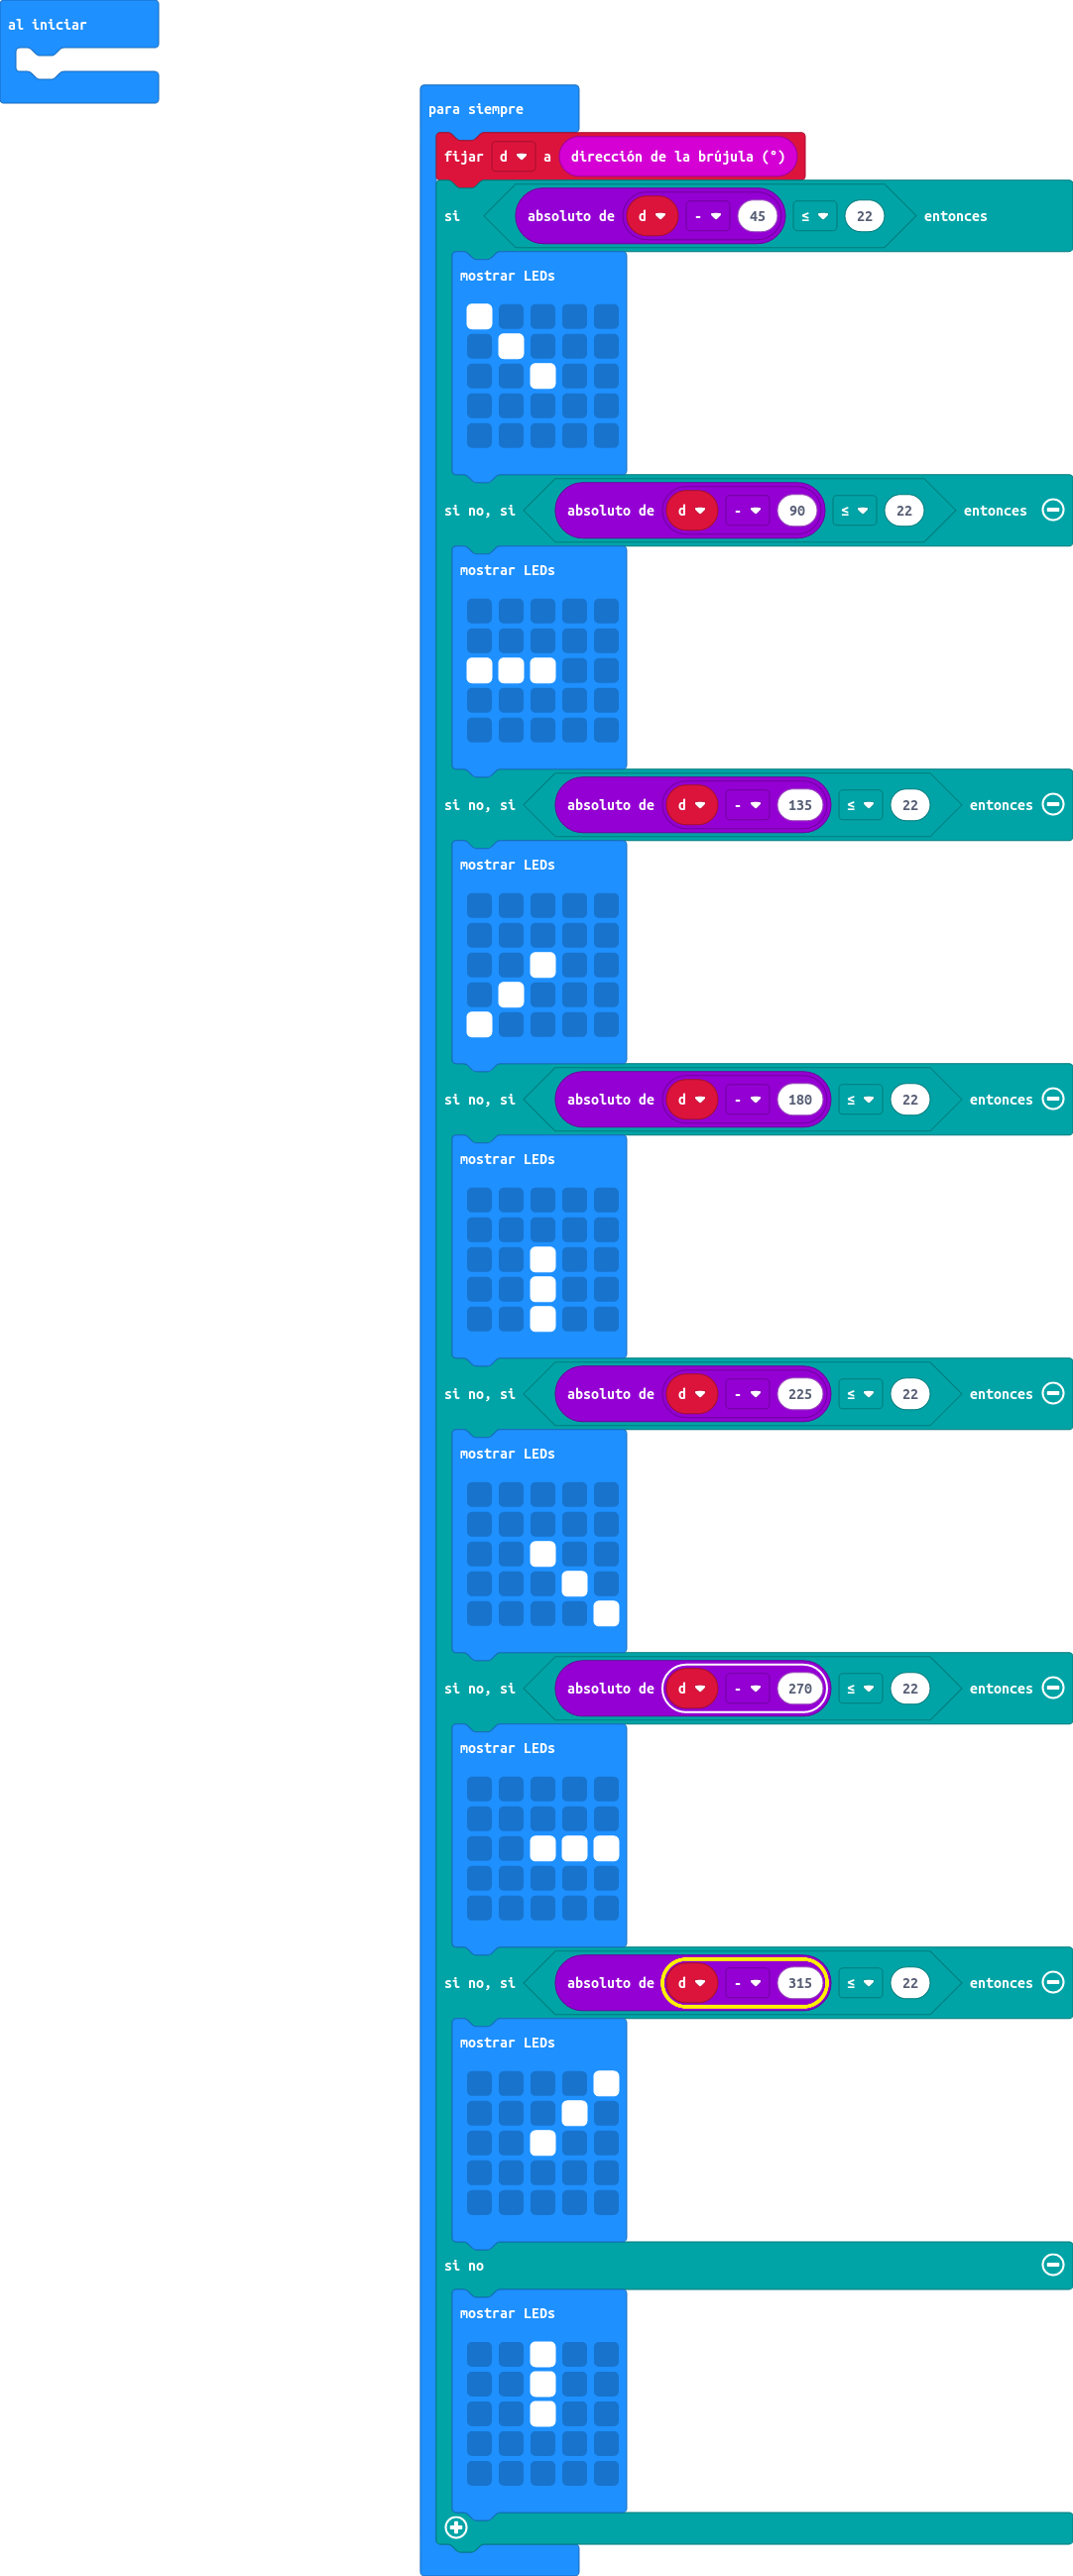 al iniciar
para siempre
fijar d a dirección de la brújula (°)
si absoluto de d - 45 ≤ 22 entonces
mostrar LEDs
si no, si absoluto de d - 90 ≤ 22 entonces
mostrar LEDs
si no, si absoluto de d - 135 ≤ 22 entonces
mostrar LEDs
si no, si absoluto de d - 180 ≤ 22 entonces
mostrar LEDs
si no, si absoluto de d - 225 ≤ 22 entonces
mostrar LEDs
si no, si absoluto de d - 270 ≤ 22 entonces
mostrar LEDs
si no, si absoluto de d - 315 ≤ 22 entonces
mostrar LEDs
si no
mostrar LEDs